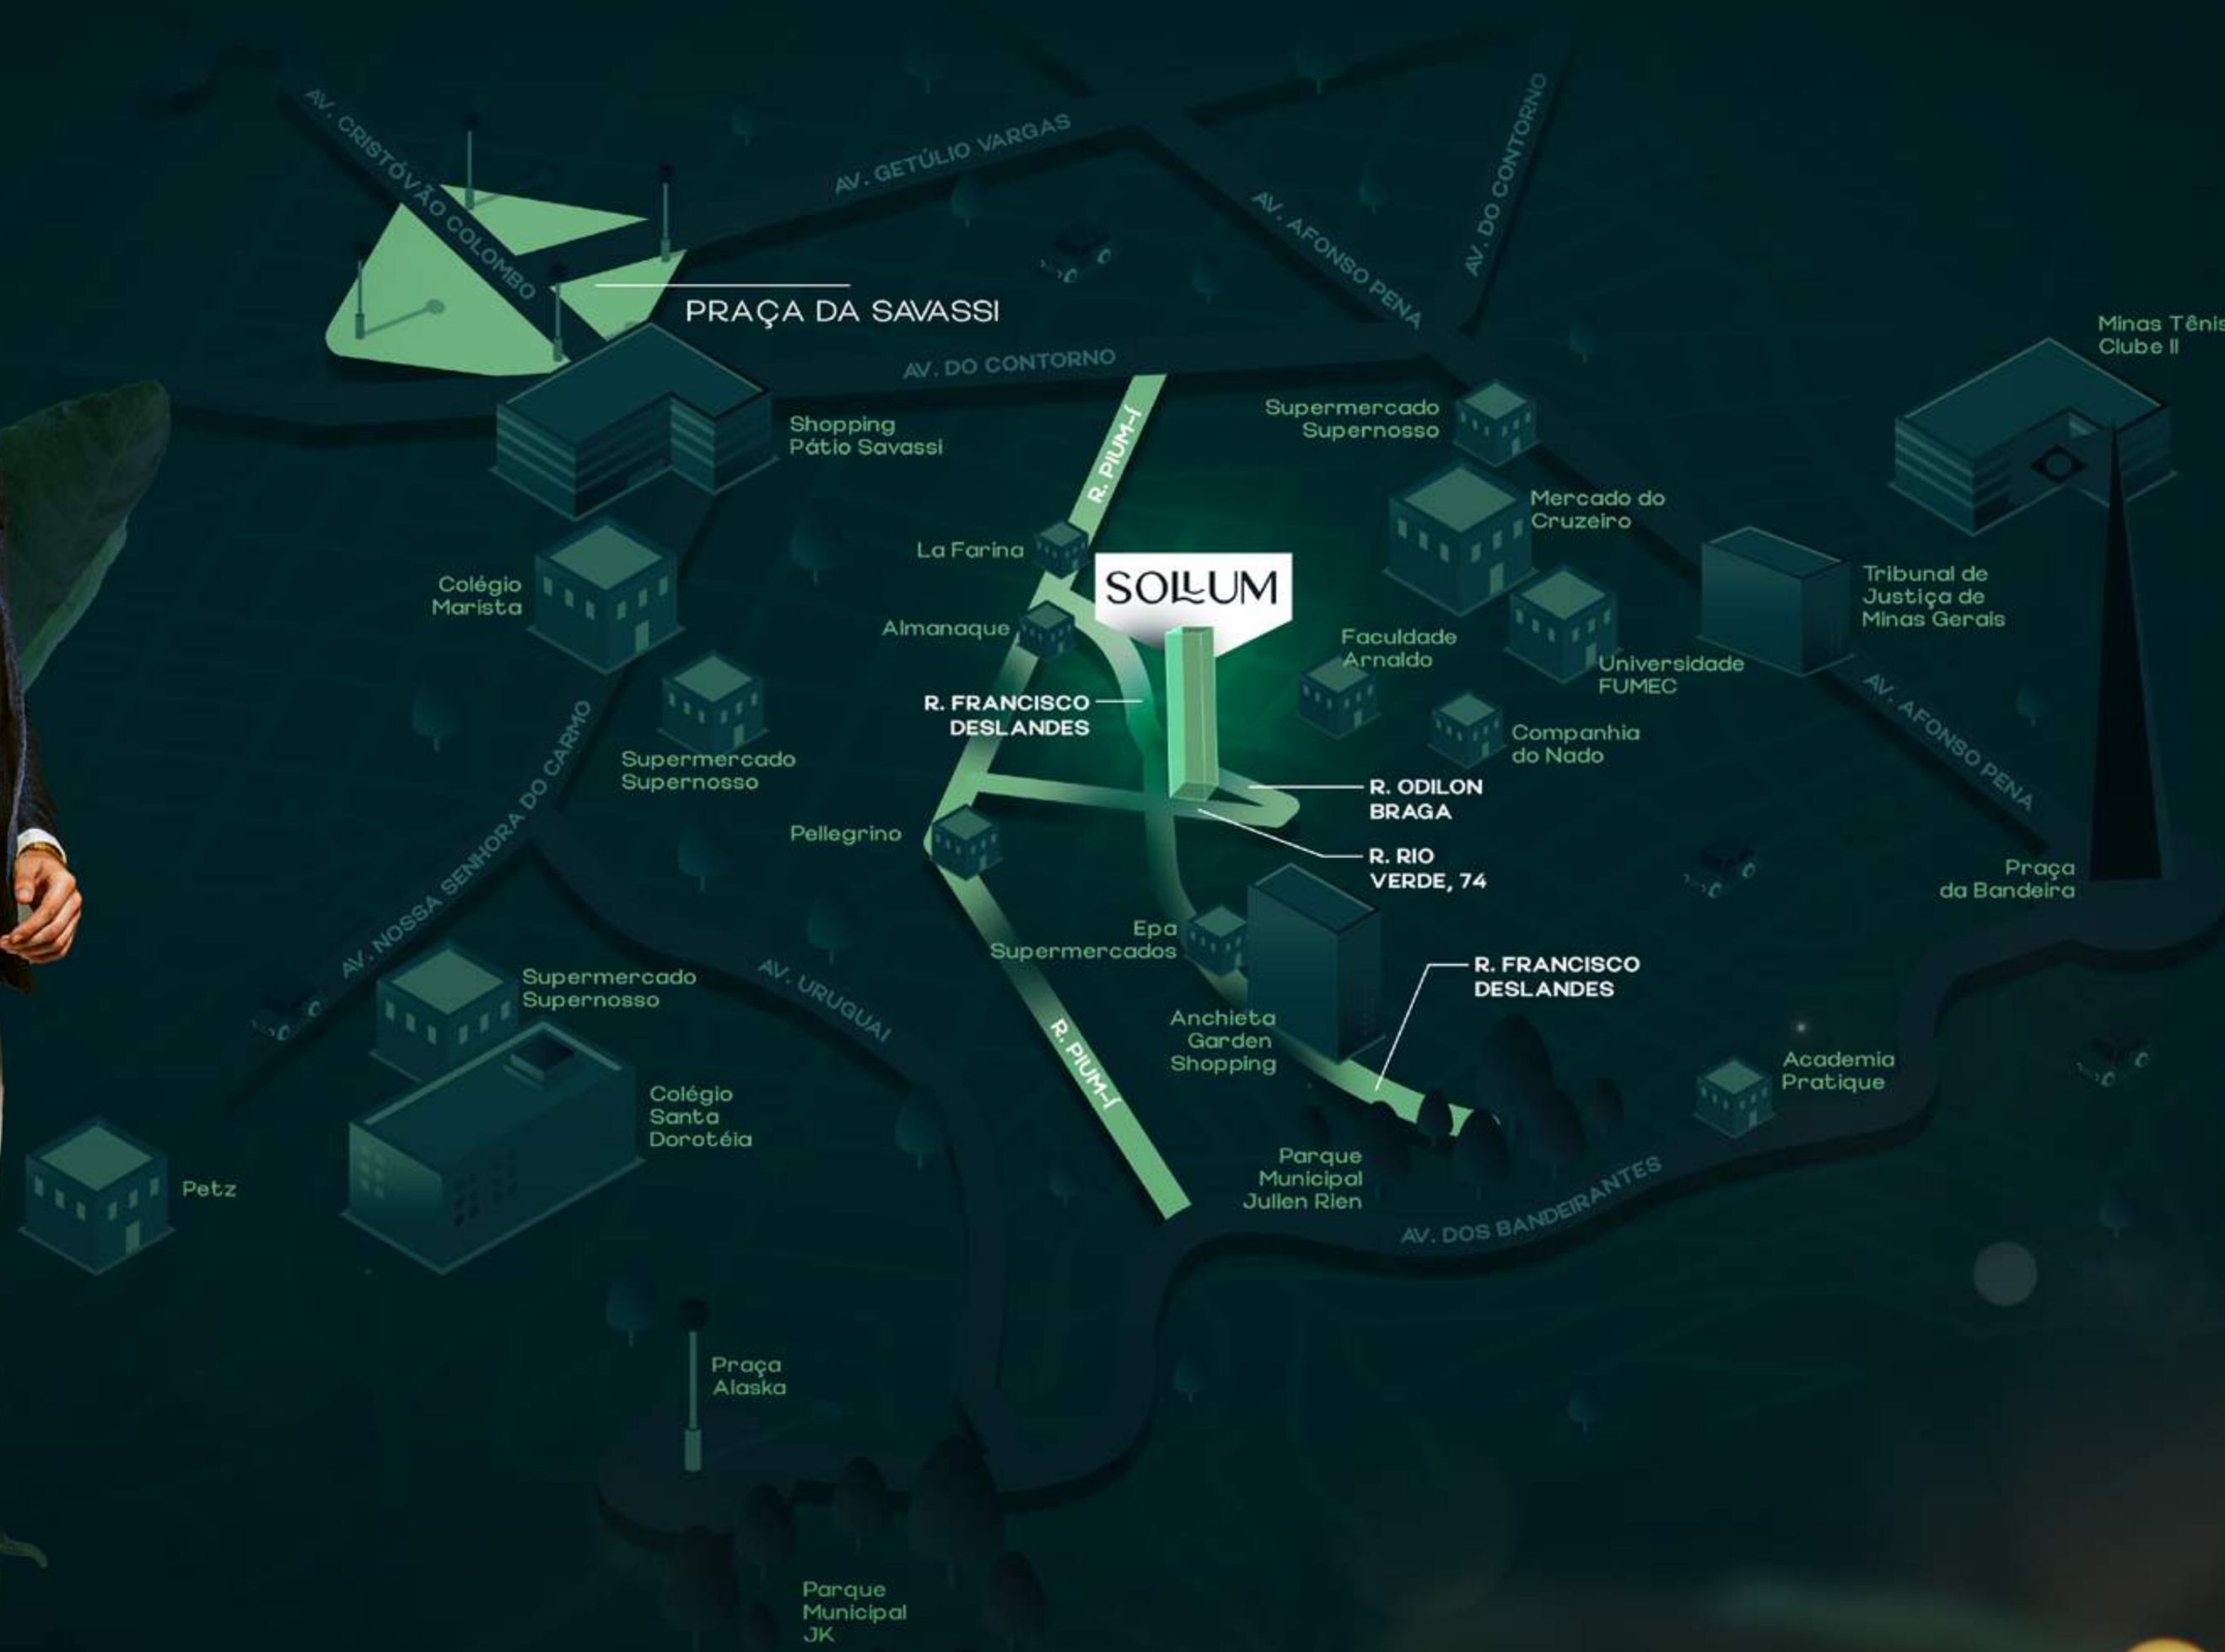 AV. CRISTÓVÃO COLOMBO
AV. GETÚLIO VARGAS
AV. DO CONTORNO
AV. AFONSO PENA
PRAÇA DA SAVASSI
Minas Tênis
Clube II
AV. DO CONTORNO
Shopping
Pátio Savassi
R. PIUM-Í
Supermercado
Supernosso
Mercado do
Cruzeiro
La Farina
SOLLUM
Colégio
Marista
Almanaque
Tribunal de
Justiça de
Minas Gerais
Faculdade
Arnaldo
Universidade
FUMEC
R. FRANCISCO
DESLANDES
Companhia
do Nado
AV. AFONSO PENA
Supermercado
Supernosso
R. ODILON
BRAGA
Pellegrino
R. RIO
VERDE, 74
Praça
da Bandeira
AV. NOSSA SENHORA DO CARMO
Epa
Supermercados
Supermercado
Supernosso
AV. URUGUAI
R. FRANCISCO
DESLANDES
Anchieta
Garden
Shopping
R. PIUM-Í
Academia
Pratique
Colégio
Santa
Dorotéia
Petz
Parque
Municipal
Julien Rien
AV. DOS BANDEIRANTES
Praça
Alaska
Parque
Municipal
JK